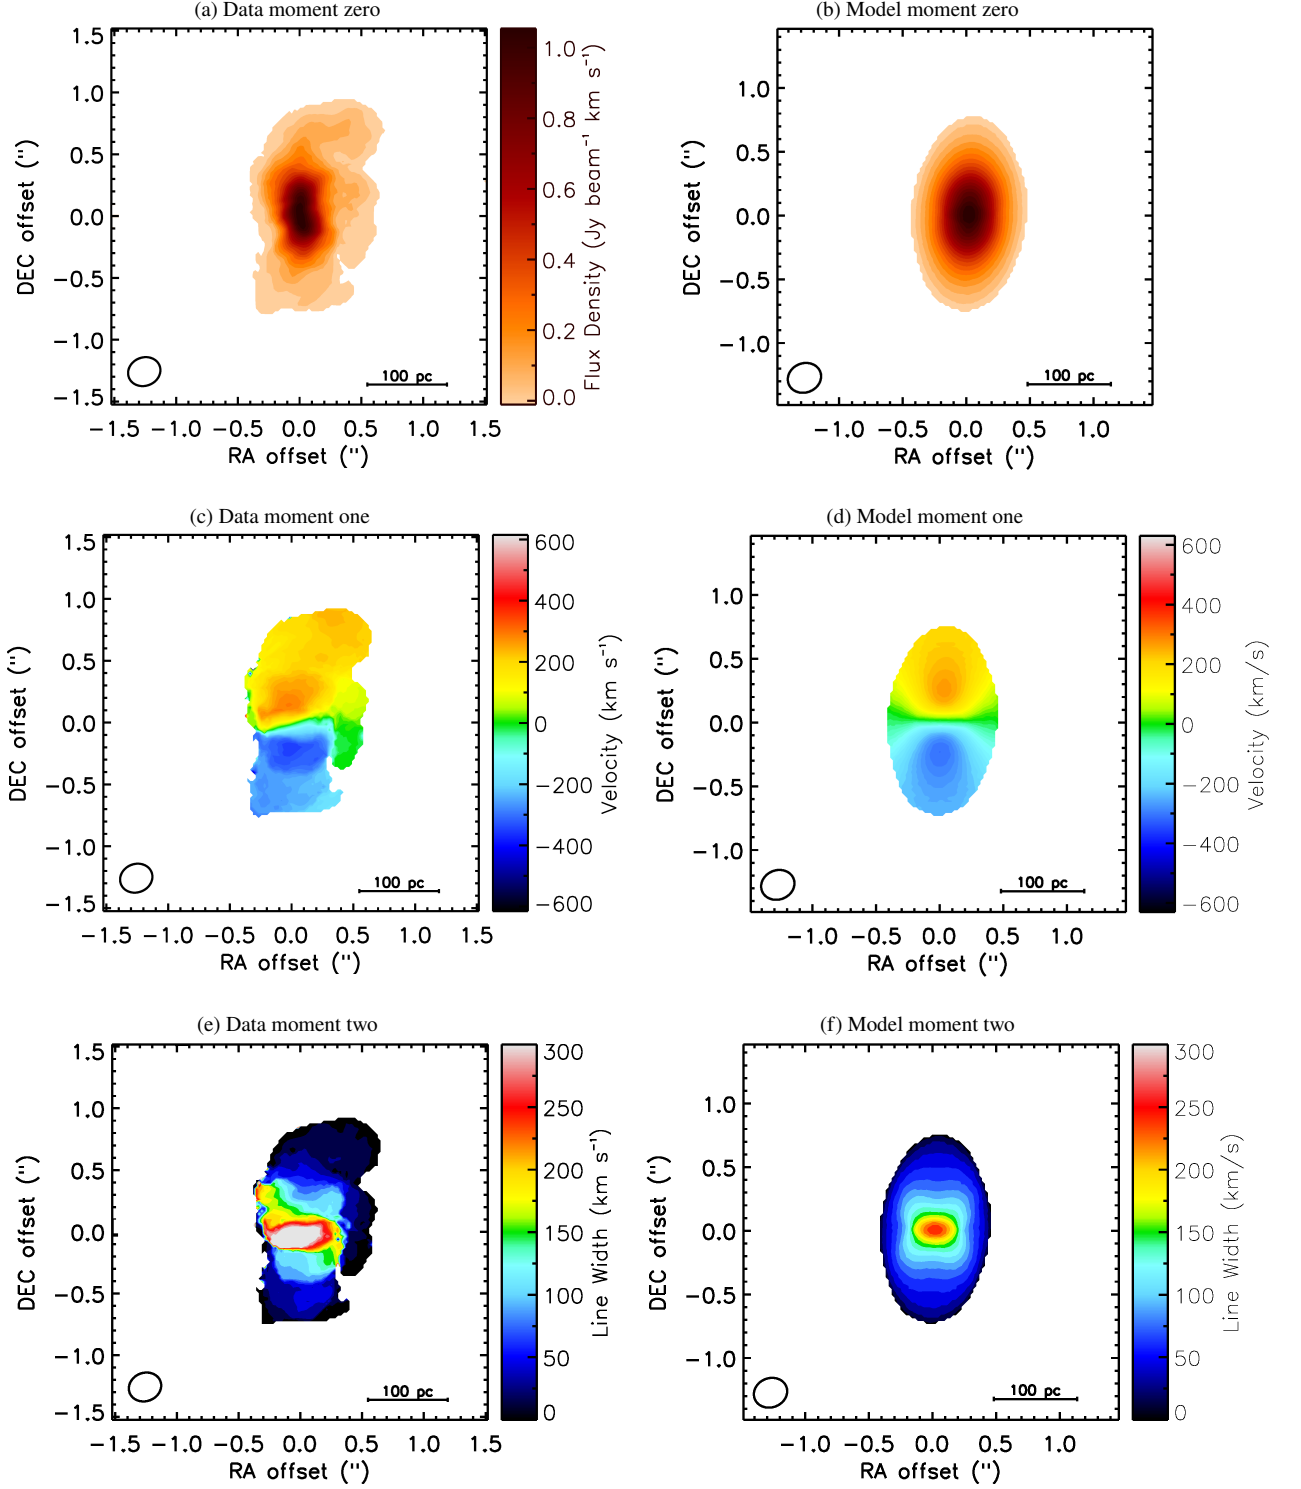 (a) Data moment zero
1.5
1.0
0.5
0.0
−0.5
−1.0
−1.5
DEC offset (")
100 pc
−1.5 −1.0 −0.5 0.0 0.5 1.0 1.5
RA offset (")
1.0
0.8
0.6
0.4
0.2
0.0
Flux Density (Jy beam⁻¹ km s⁻¹)
(b) Model moment zero
1.0
0.5
0.0
−0.5
−1.0
DEC offset (")
100 pc
−1.0 −0.5 0.0 0.5 1.0
RA offset (")
(c) Data moment one
1.5
1.0
0.5
0.0
−0.5
−1.0
−1.5
DEC offset (")
100 pc
−1.5 −1.0 −0.5 0.0 0.5 1.0 1.5
RA offset (")
600
400
200
0
−200
−400
−600
Velocity (km s⁻¹)
(d) Model moment one
1.0
0.5
0.0
−0.5
−1.0
DEC offset (")
100 pc
−1.0 −0.5 0.0 0.5 1.0
RA offset (")
600
400
200
0
−200
−400
−600
Velocity (km/s)
(e) Data moment two
1.5
1.0
0.5
0.0
−0.5
−1.0
−1.5
DEC offset (")
100 pc
−1.5 −1.0 −0.5 0.0 0.5 1.0 1.5
RA offset (")
300
250
200
150
100
50
0
Line Width (km s⁻¹)
(f) Model moment two
1.0
0.5
0.0
−0.5
−1.0
DEC offset (")
100 pc
−1.0 −0.5 0.0 0.5 1.0
RA offset (")
300
250
200
150
100
50
0
Line Width (km/s)